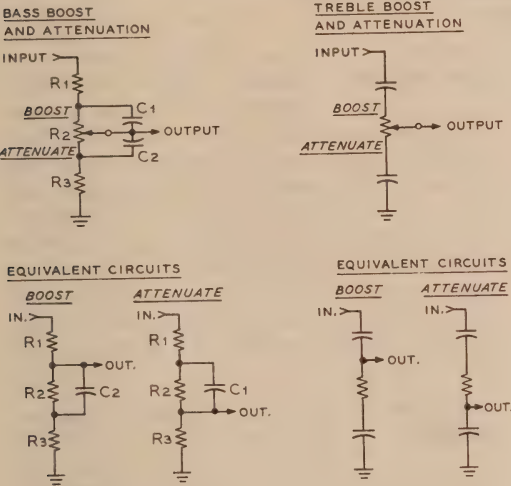 BASS BOOST
AND ATTENUATION
INPUT
R1
BOOST
C1
R2
OUTPUT
ATTENUATE
C2
R3
TREBLE BOOST
AND ATTENUATION
INPUT
BOOST
OUTPUT
ATTENUATE
EQUIVALENT CIRCUITS
BOOST
ATTENUATE
IN.
R1
OUT.
R2
C2
R3
IN.
R1
R2
C1
OUT.
R3
EQUIVALENT CIRCUITS
BOOST
ATTENUATE
IN.
OUT.
IN.
OUT.